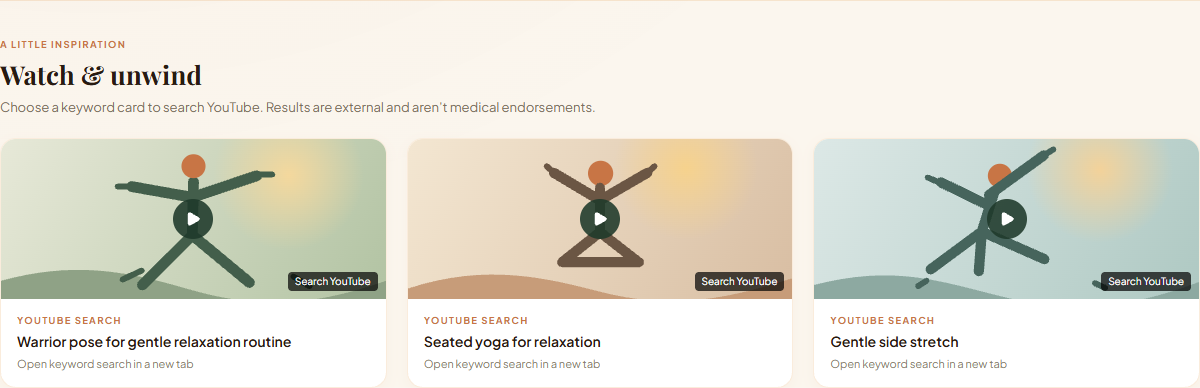 A LITTLE INSPIRATION
Watch & unwind
Choose a keyword card to search YouTube. Results are external and aren't medical endorsements.
Search YouTube
Search YouTube
Search YouTube
YOUTUBE SEARCH
Warrior pose for gentle relaxation routine
Open keyword search in a new tab
YOUTUBE SEARCH
Seated yoga for relaxation
Open keyword search in a new tab
YOUTUBE SEARCH
Gentle side stretch
Open keyword search in a new tab